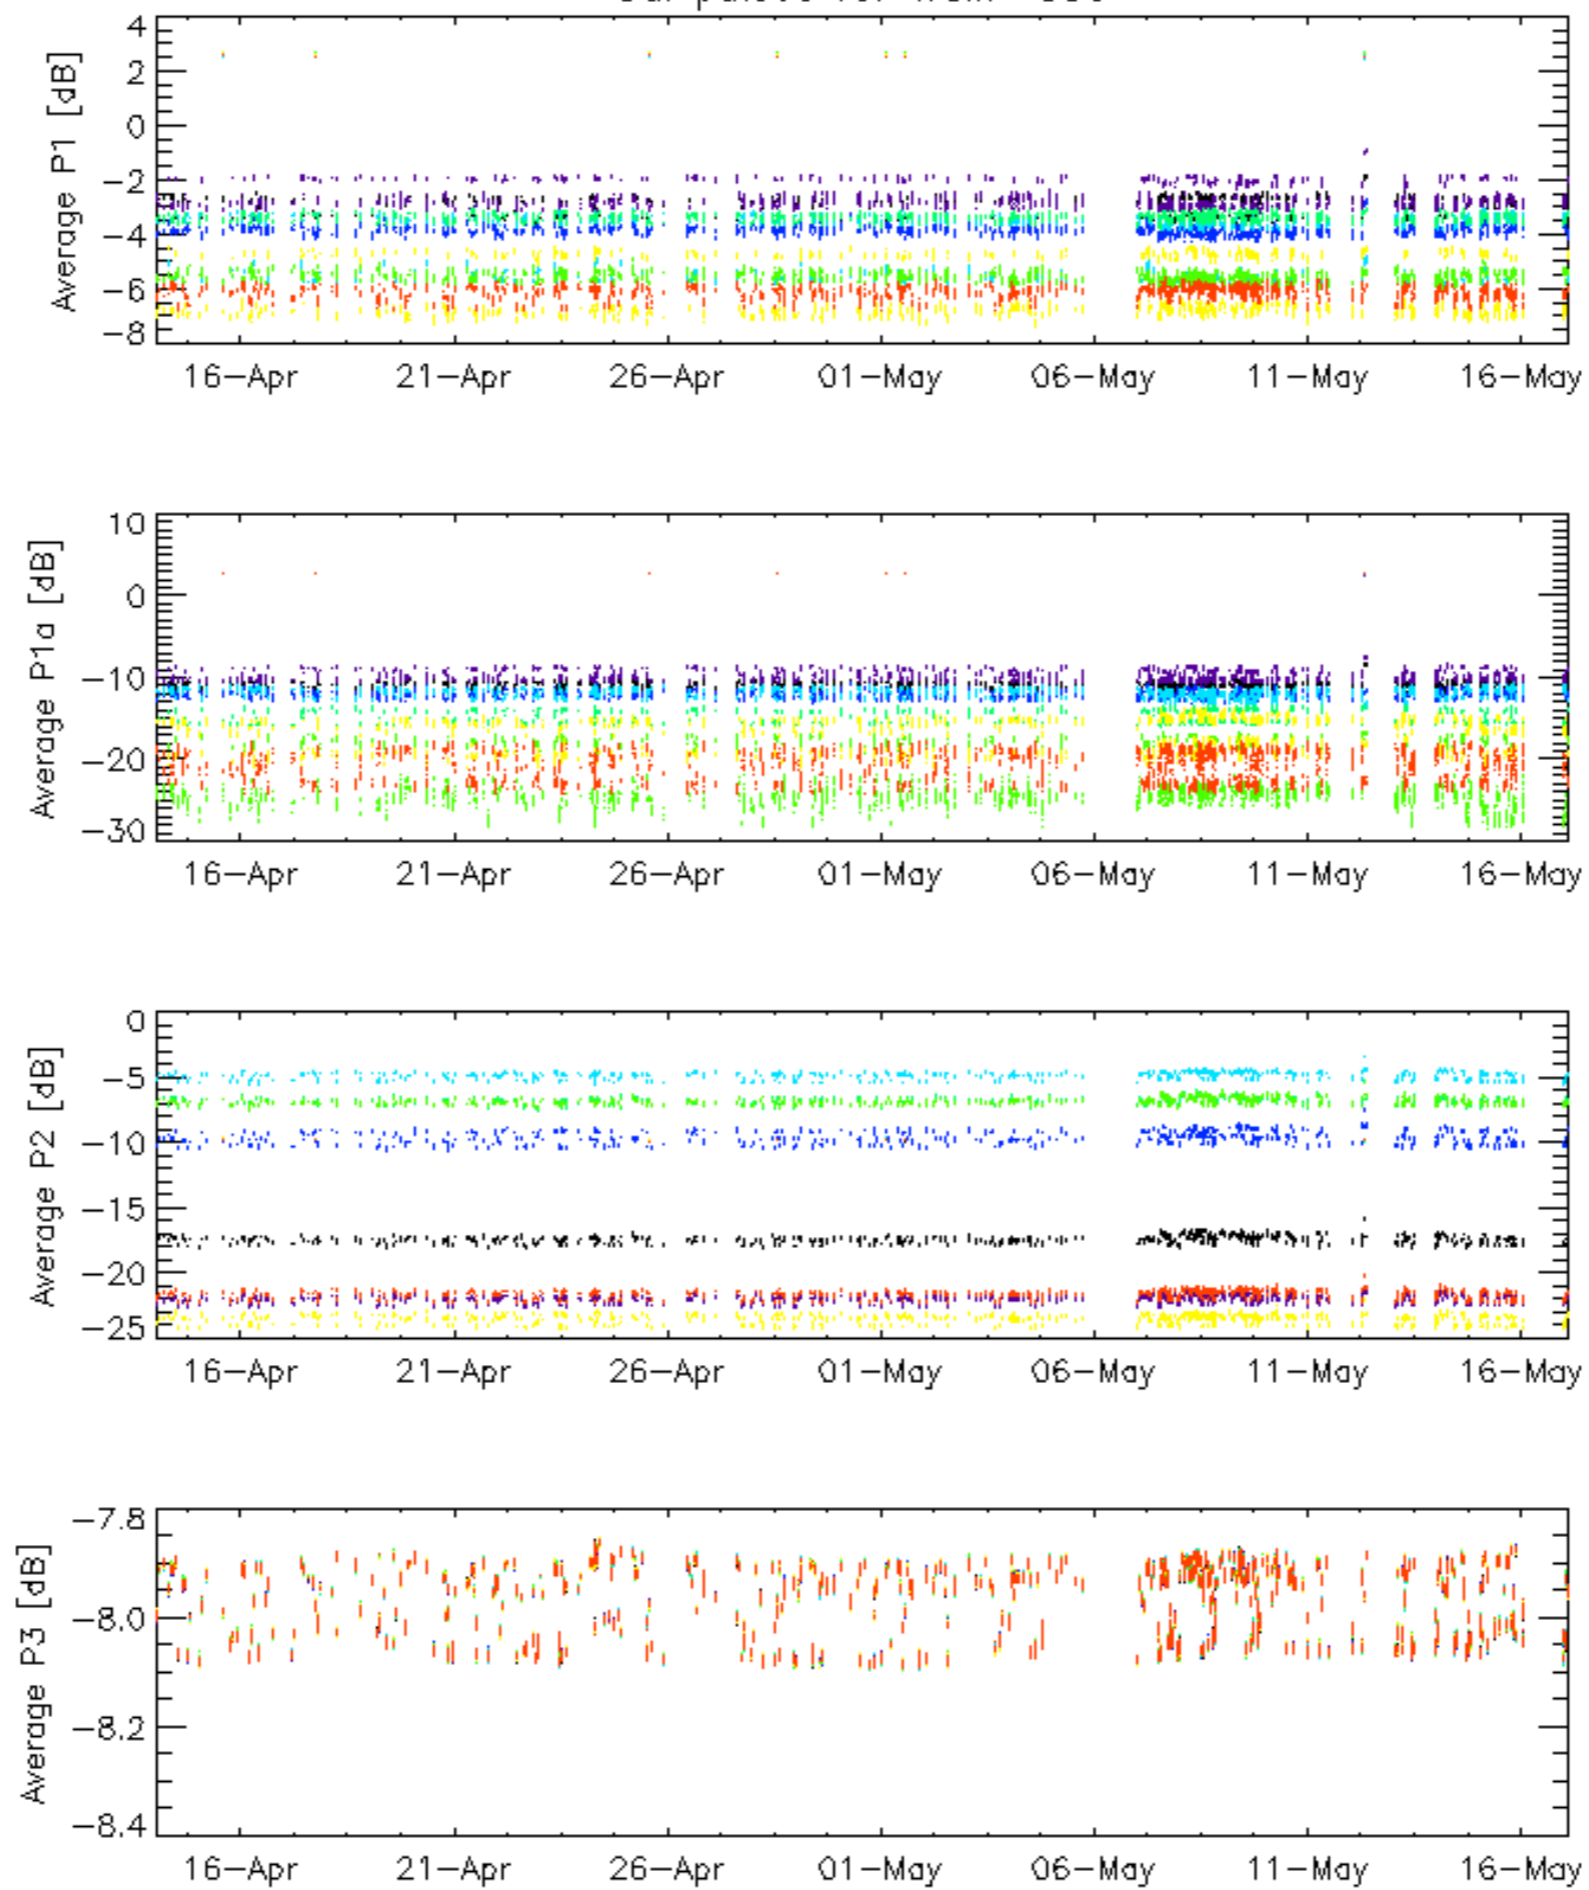 4
2
0
−2
−4
−6
−8
Average P1 [dB]
16−Apr 21−Apr 26−Apr 01−May 06−May 11−May 16−May
10
0
−10
−20
−30
Average P1a [dB]
16−Apr 21−Apr 26−Apr 01−May 06−May 11−May 16−May
0
−5
−10
−15
−20
−25
Average P2 [dB]
16−Apr 21−Apr 26−Apr 01−May 06−May 11−May 16−May
−7.8
−8.0
−8.2
−8.4
Average P3 [dB]
16−Apr 21−Apr 26−Apr 01−May 06−May 11−May 16−May